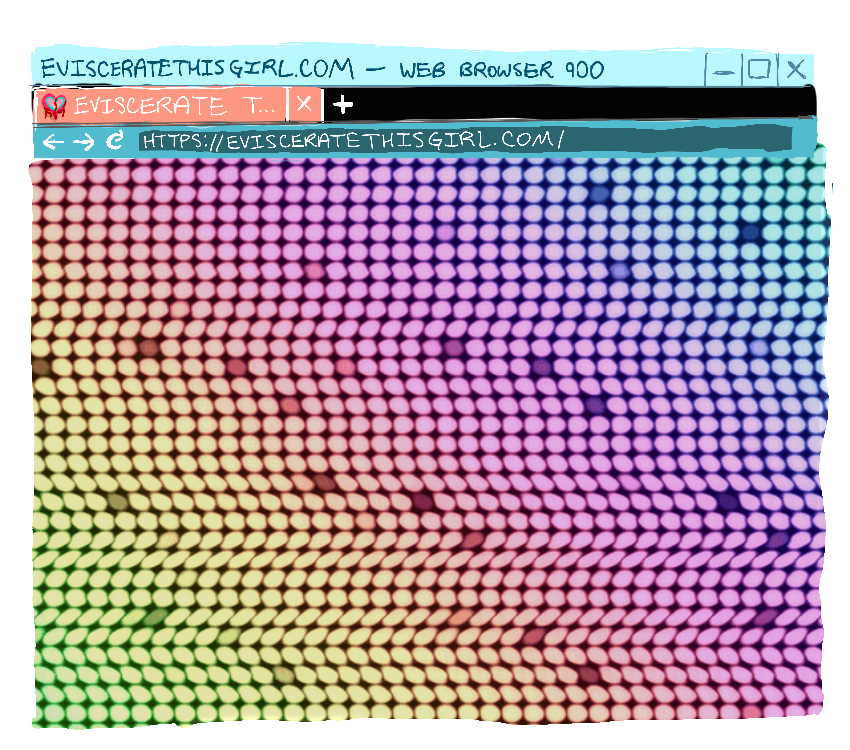 EVISCERATETHISGIRL.COM — WEB BROWSER 900
EVISCERATE T...
HTTPS://EVISCERATETHISGIRL.COM/